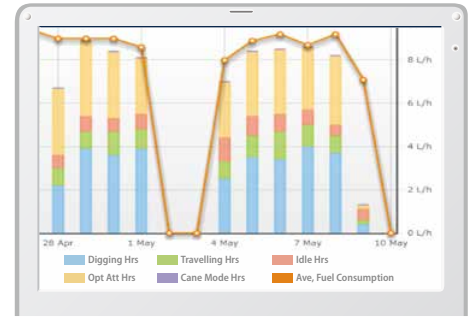 8 L/h
6 L/h
4 L/h
2 L/h
0 L/h
28 Apr 1 May 4 May 7 May 10 May
Digging Hrs Travelling Hrs Idle Hrs
Opt Att Hrs Cane Mode Hrs Ave, Fuel Consumption